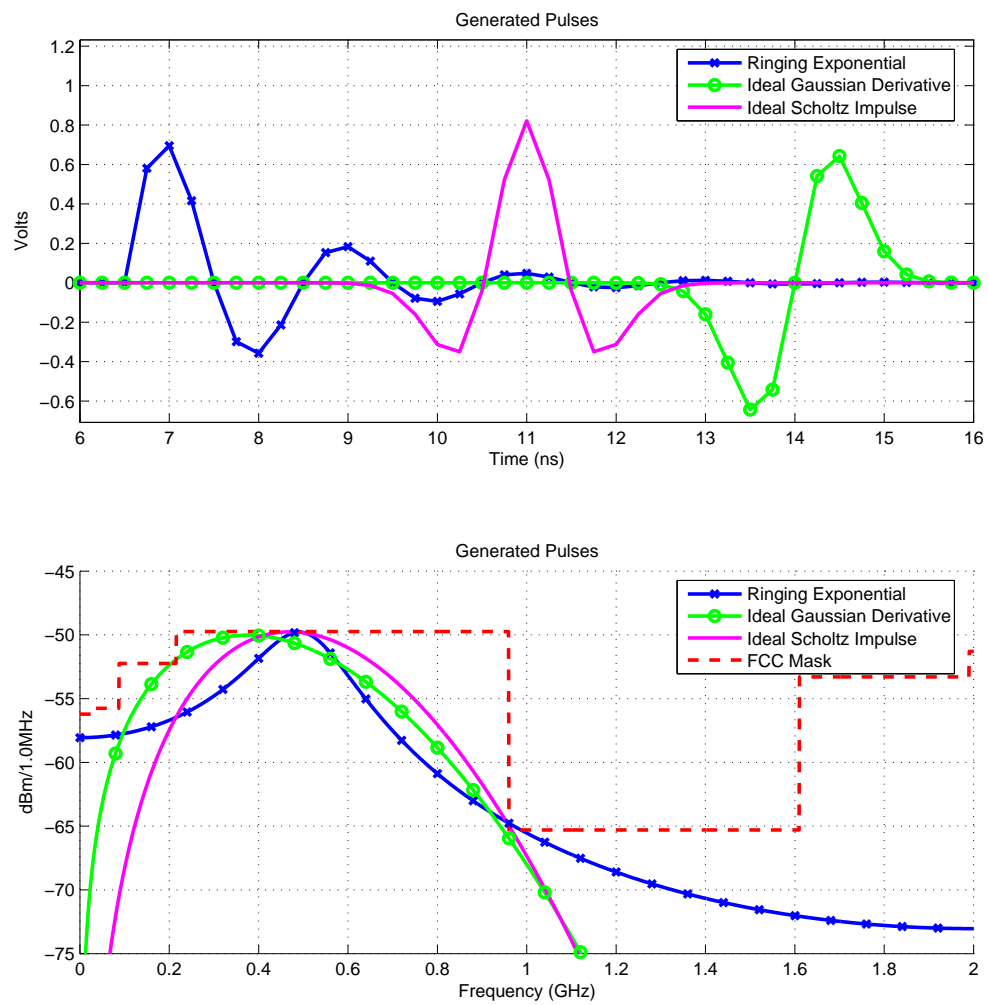 Generated Pulses
1.2
1
0.8
0.6
0.4
0.2
0
−0.2
−0.4
−0.6
Volts
Ringing Exponential
Ideal Gaussian Derivative
Ideal Scholtz Impulse
6 7 8 9 10 11 12 13 14 15 16
Time (ns)
Generated Pulses
−45
−50
−55
−60
−65
−70
−75
dBm/1.0MHz
Ringing Exponential
Ideal Gaussian Derivative
Ideal Scholtz Impulse
FCC Mask
0 0.2 0.4 0.6 0.8 1 1.2 1.4 1.6 1.8 2
Frequency (GHz)